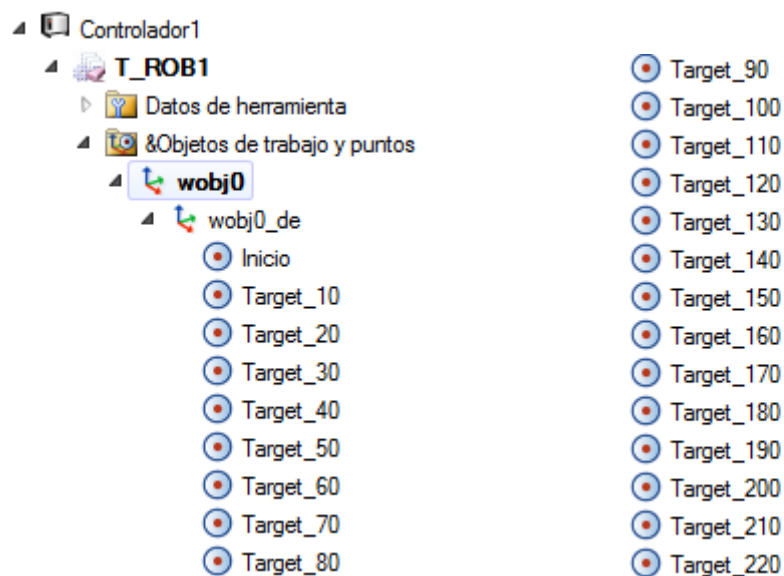 Controlador1
T_ROB1
Datos de herramienta
&Objetos de trabajo y puntos
wobj0
wobj0_de
Inicio
Target_10
Target_20
Target_30
Target_40
Target_50
Target_60
Target_70
Target_80
Target_90
Target_100
Target_110
Target_120
Target_130
Target_140
Target_150
Target_160
Target_170
Target_180
Target_190
Target_200
Target_210
Target_220